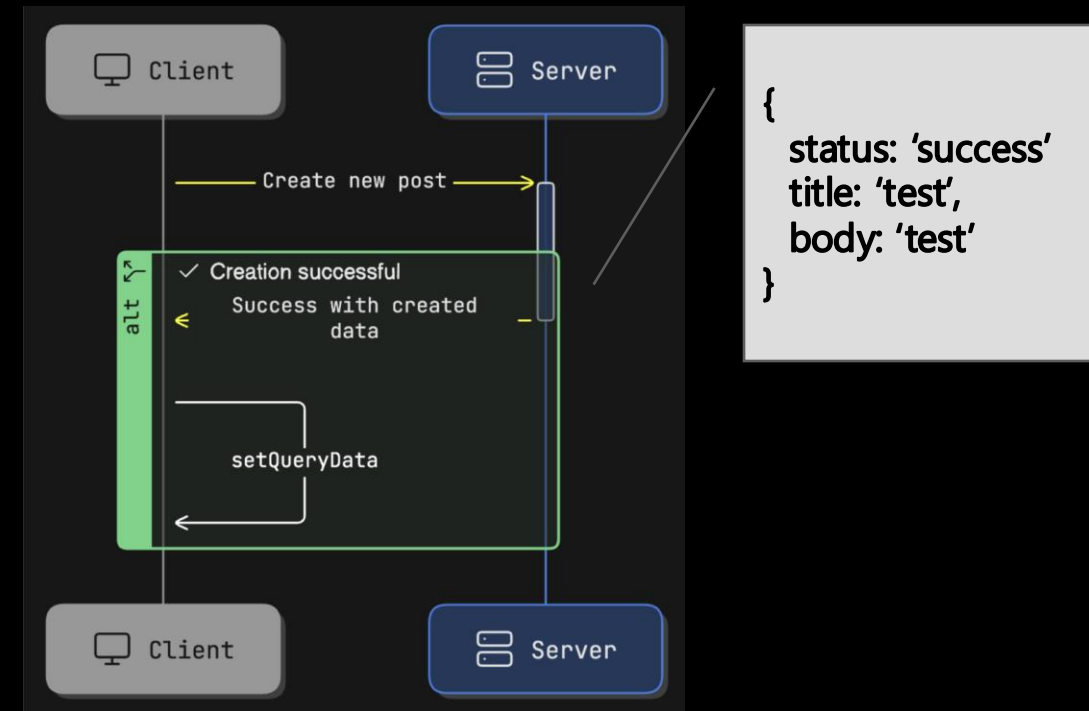 Client
Server
Create new post
alt
Creation successful
Success with created
data
setQueryData
Client
Server
{
status: ‘success’
title: ‘test’,
body: ‘test’
}